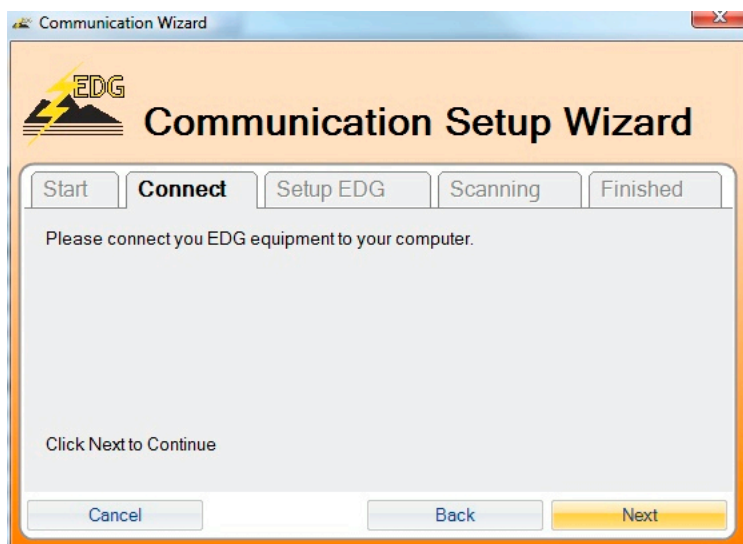 Communication Wizard
EDG
Communication Setup Wizard
Start Connect Setup EDG Scanning Finished
Please connect you EDG equipment to your computer.
Click Next to Continue
Cancel Back Next